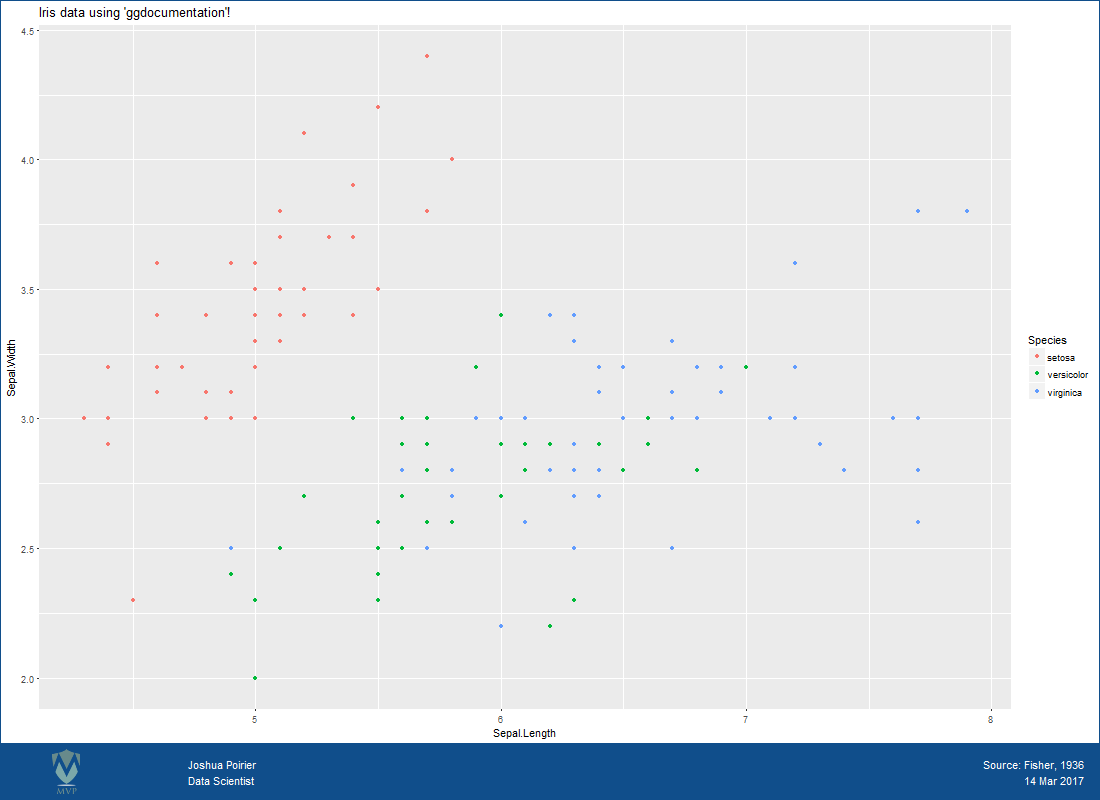 Iris data using 'ggdocumentation'!
4.5
4.0
3.5
3.0
2.5
2.0
Sepal.Width
5
6
7
8
Sepal.Length
Species
setosa
versicolor
virginica
MVP
Joshua Poirier
Data Scientist
Source: Fisher, 1936
14 Mar 2017